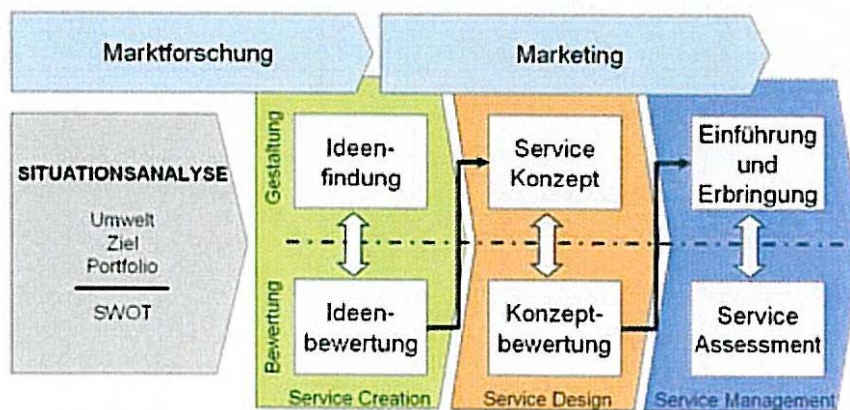 Marktforschung
Marketing
SITUATIONSANALYSE
Umwelt
Ziel
Portfolio
SWOT
Gestaltung
Bewertung
Ideen-
findung
Ideen-
bewertung
Service Creation
Service
Konzept
Konzept-
bewertung
Service Design
Einführung
und
Erbringung
Service
Assessment
Service Management